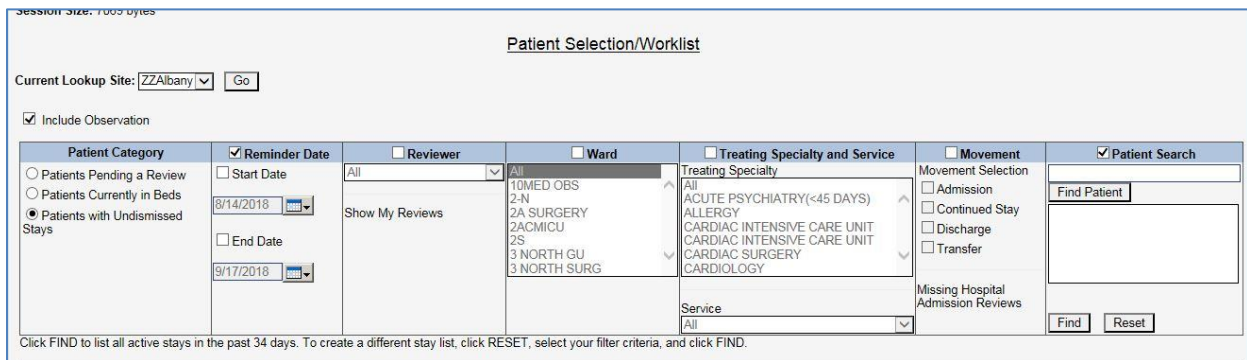 Session Size: 7069 bytes
Patient Selection/Worklist
Current Lookup Site: ZZAlbany Go
Include Observation
Patient Category
Patients Pending a Review
Patients Currently in Beds
Patients with Undismissed
Stays
Reminder Date
Start Date
8/14/2018
End Date
9/17/2018
Reviewer
All
Show My Reviews
Ward
All
10MED OBS
2-N
2A SURGERY
2ACMICU
2S
3 NORTH GU
3 NORTH SURG
Treating Specialty and Service
Treating Specialty
All
ACUTE PSYCHIATRY(<45 DAYS)
ALLERGY
CARDIAC INTENSIVE CARE UNIT
CARDIAC INTENSIVE CARE UNIT
CARDIAC SURGERY
CARDIOLOGY
Service
All
Movement
Movement Selection
Admission
Continued Stay
Discharge
Transfer
Missing Hospital
Admission Reviews
Patient Search
Find Patient
Find Reset
Click FIND to list all active stays in the past 34 days. To create a different stay list, click RESET, select your filter criteria, and click FIND.